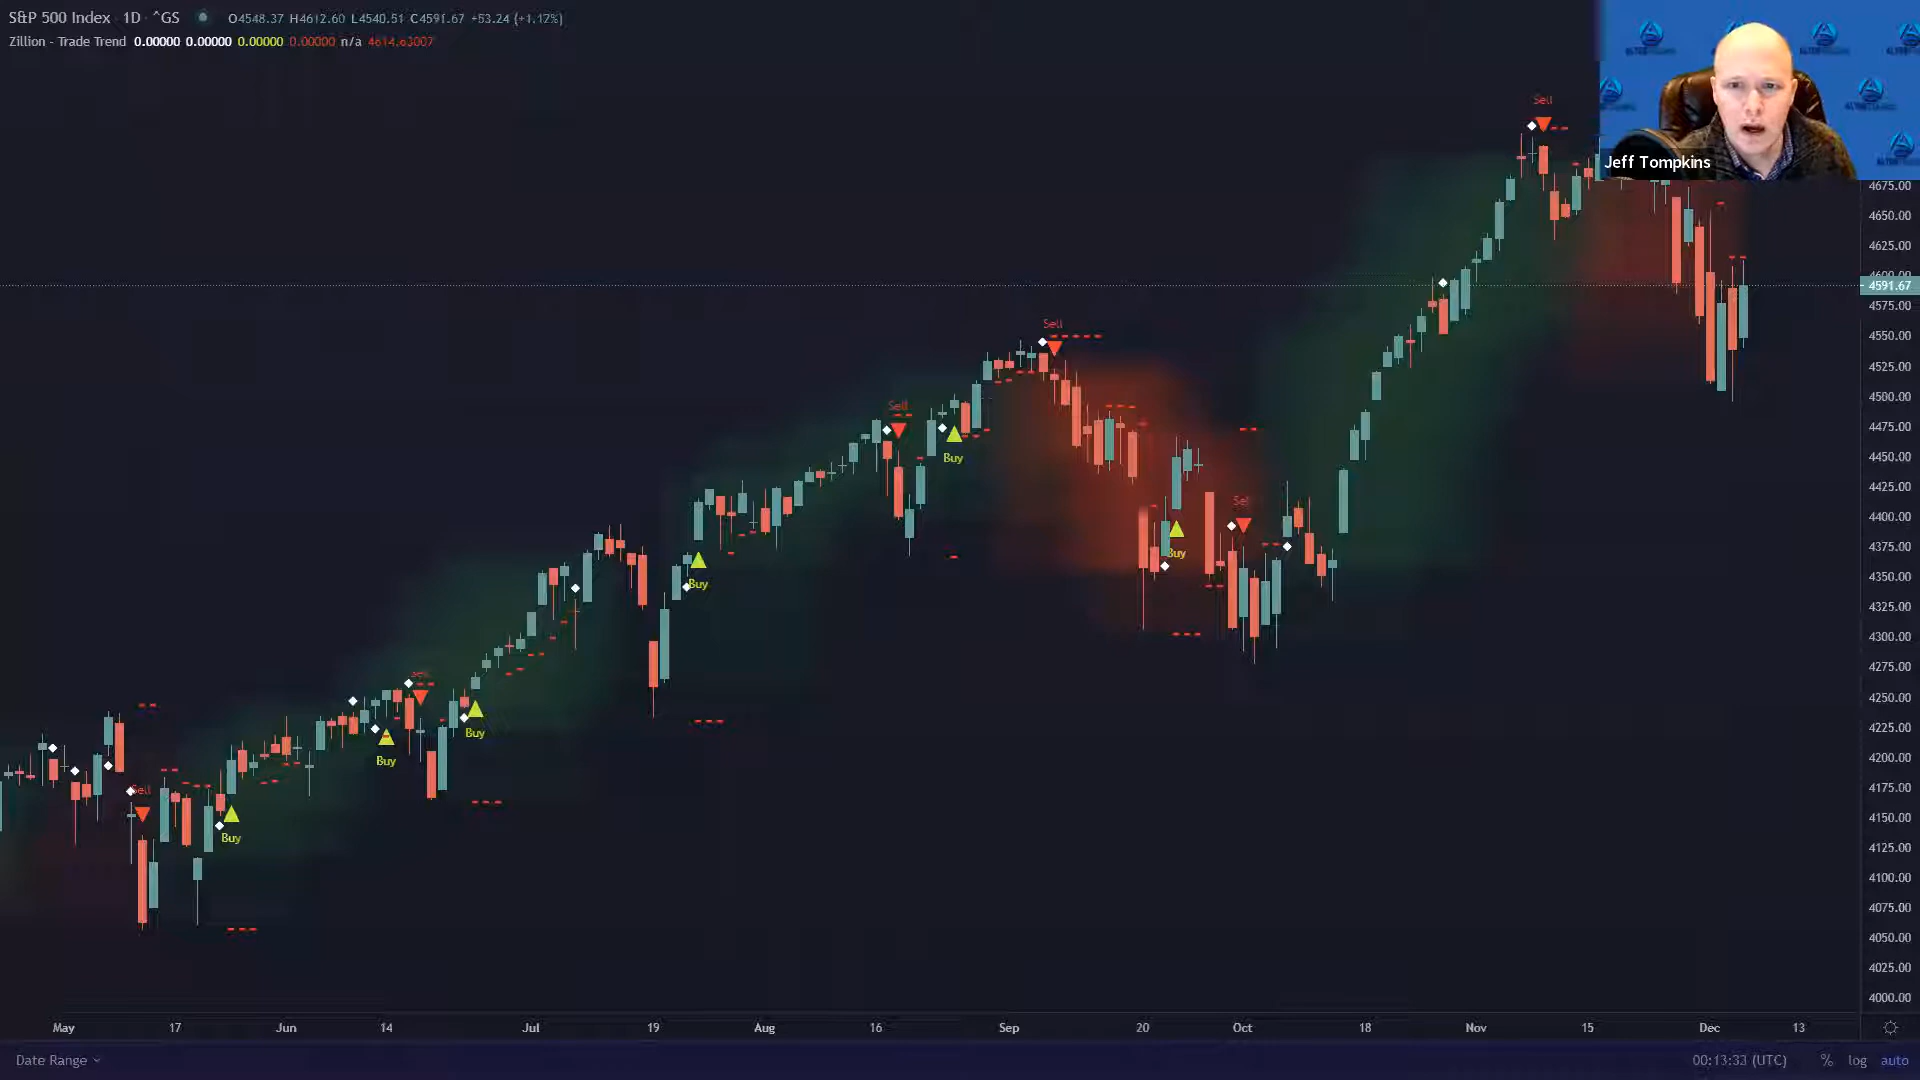 S&P 500 Index · 1D · ^GS O4548.37 H4612.60 L4540.51 C4591.67 +53.24 (+1.17%)
Zillion - Trade Trend 0.00000 0.00000 0.00000 0.00000 n/a 4614.63007
Jeff Tompkins
Sell
Sell
Sell
Sell
Sell
Sell
Buy
Buy
Buy
Buy
Buy
Buy
4675.00
4650.00
4625.00
4600.00
4591.67
4575.00
4550.00
4525.00
4500.00
4475.00
4450.00
4425.00
4400.00
4375.00
4350.00
4325.00
4300.00
4275.00
4250.00
4225.00
4200.00
4175.00
4150.00
4125.00
4100.00
4075.00
4050.00
4025.00
4000.00
May 17 Jun 14 Jul 19 Aug 16 Sep 20 Oct 18 Nov 15 Dec 13
Date Range 00:13:33 (UTC) % log auto